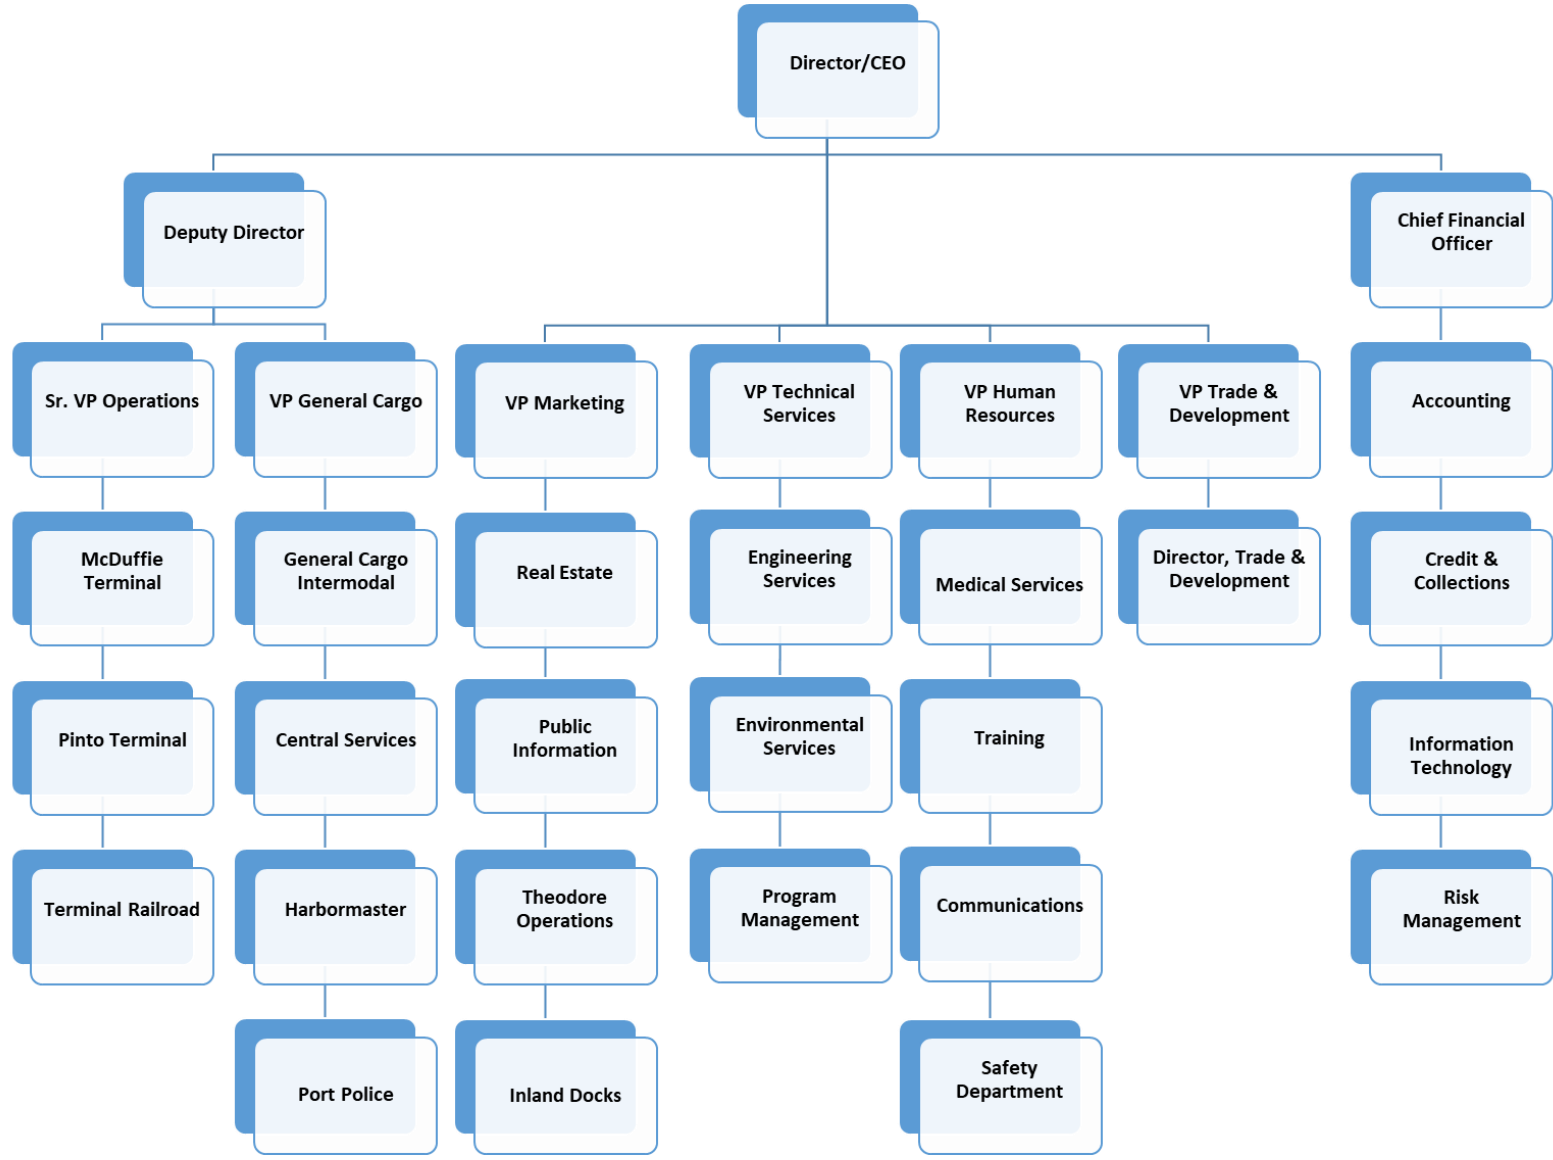 Director/CEO
Deputy Director
Chief Financial
Officer
Sr. VP Operations
VP General Cargo
VP Marketing
VP Technical
Services
VP Human
Resources
VP Trade &
Development
Accounting
McDuffie
Terminal
General Cargo
Intermodal
Real Estate
Engineering
Services
Medical Services
Director, Trade &
Development
Credit &
Collections
Pinto Terminal
Central Services
Public
Information
Environmental
Services
Training
Information
Technology
Terminal Railroad
Harbormaster
Theodore
Operations
Program
Management
Communications
Risk
Management
Port Police
Inland Docks
Safety
Department